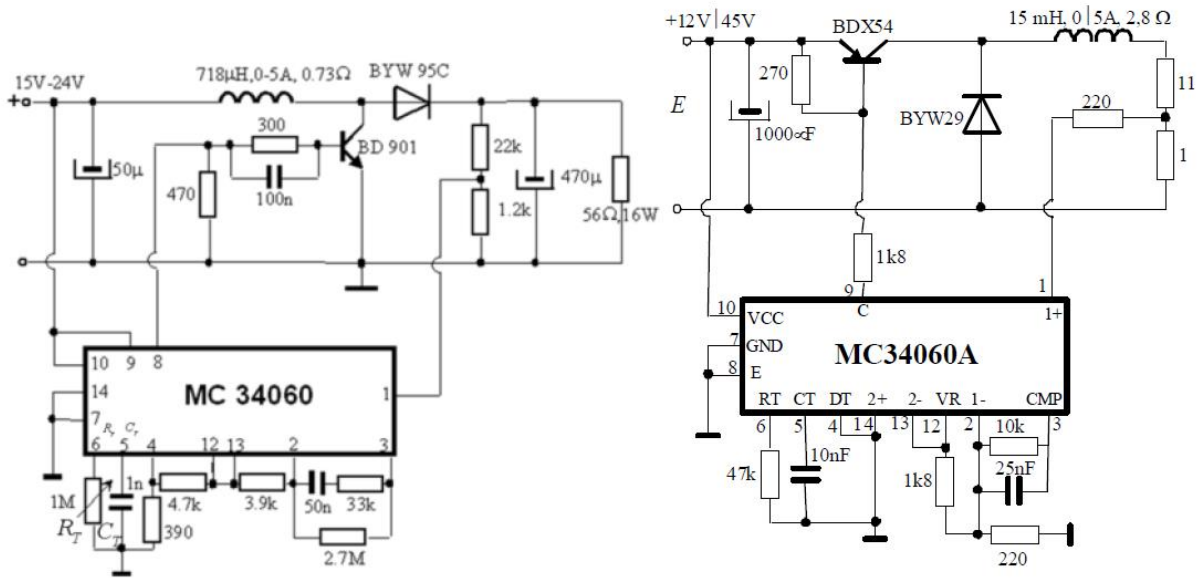 15V-24V
718µH,0-5A, 0.73Ω
BYW 95C
300
BD 901
50µ
470
100n
22k
1.2k
470µ
56Ω,16W
10
9
8
14
7
MC 34060
1
R_T
C_T
6
5
4
12
13
2
3
1M
R_T
1n
C_T
4.7k
3.9k
50n
33k
390
2.7M
+12V|45V
BDX54
15 mH, 0|5A, 2,8 Ω
E
270
1000∝F
BYW29
220
11
1
1k8
9
C
1
1+
10
VCC
7
GND
8
E
MC34060A
RT
CT
DT
2+
2-
VR
1-
CMP
6
5
4
14
13
12
2
3
47k
10nF
1k8
10k
25nF
220